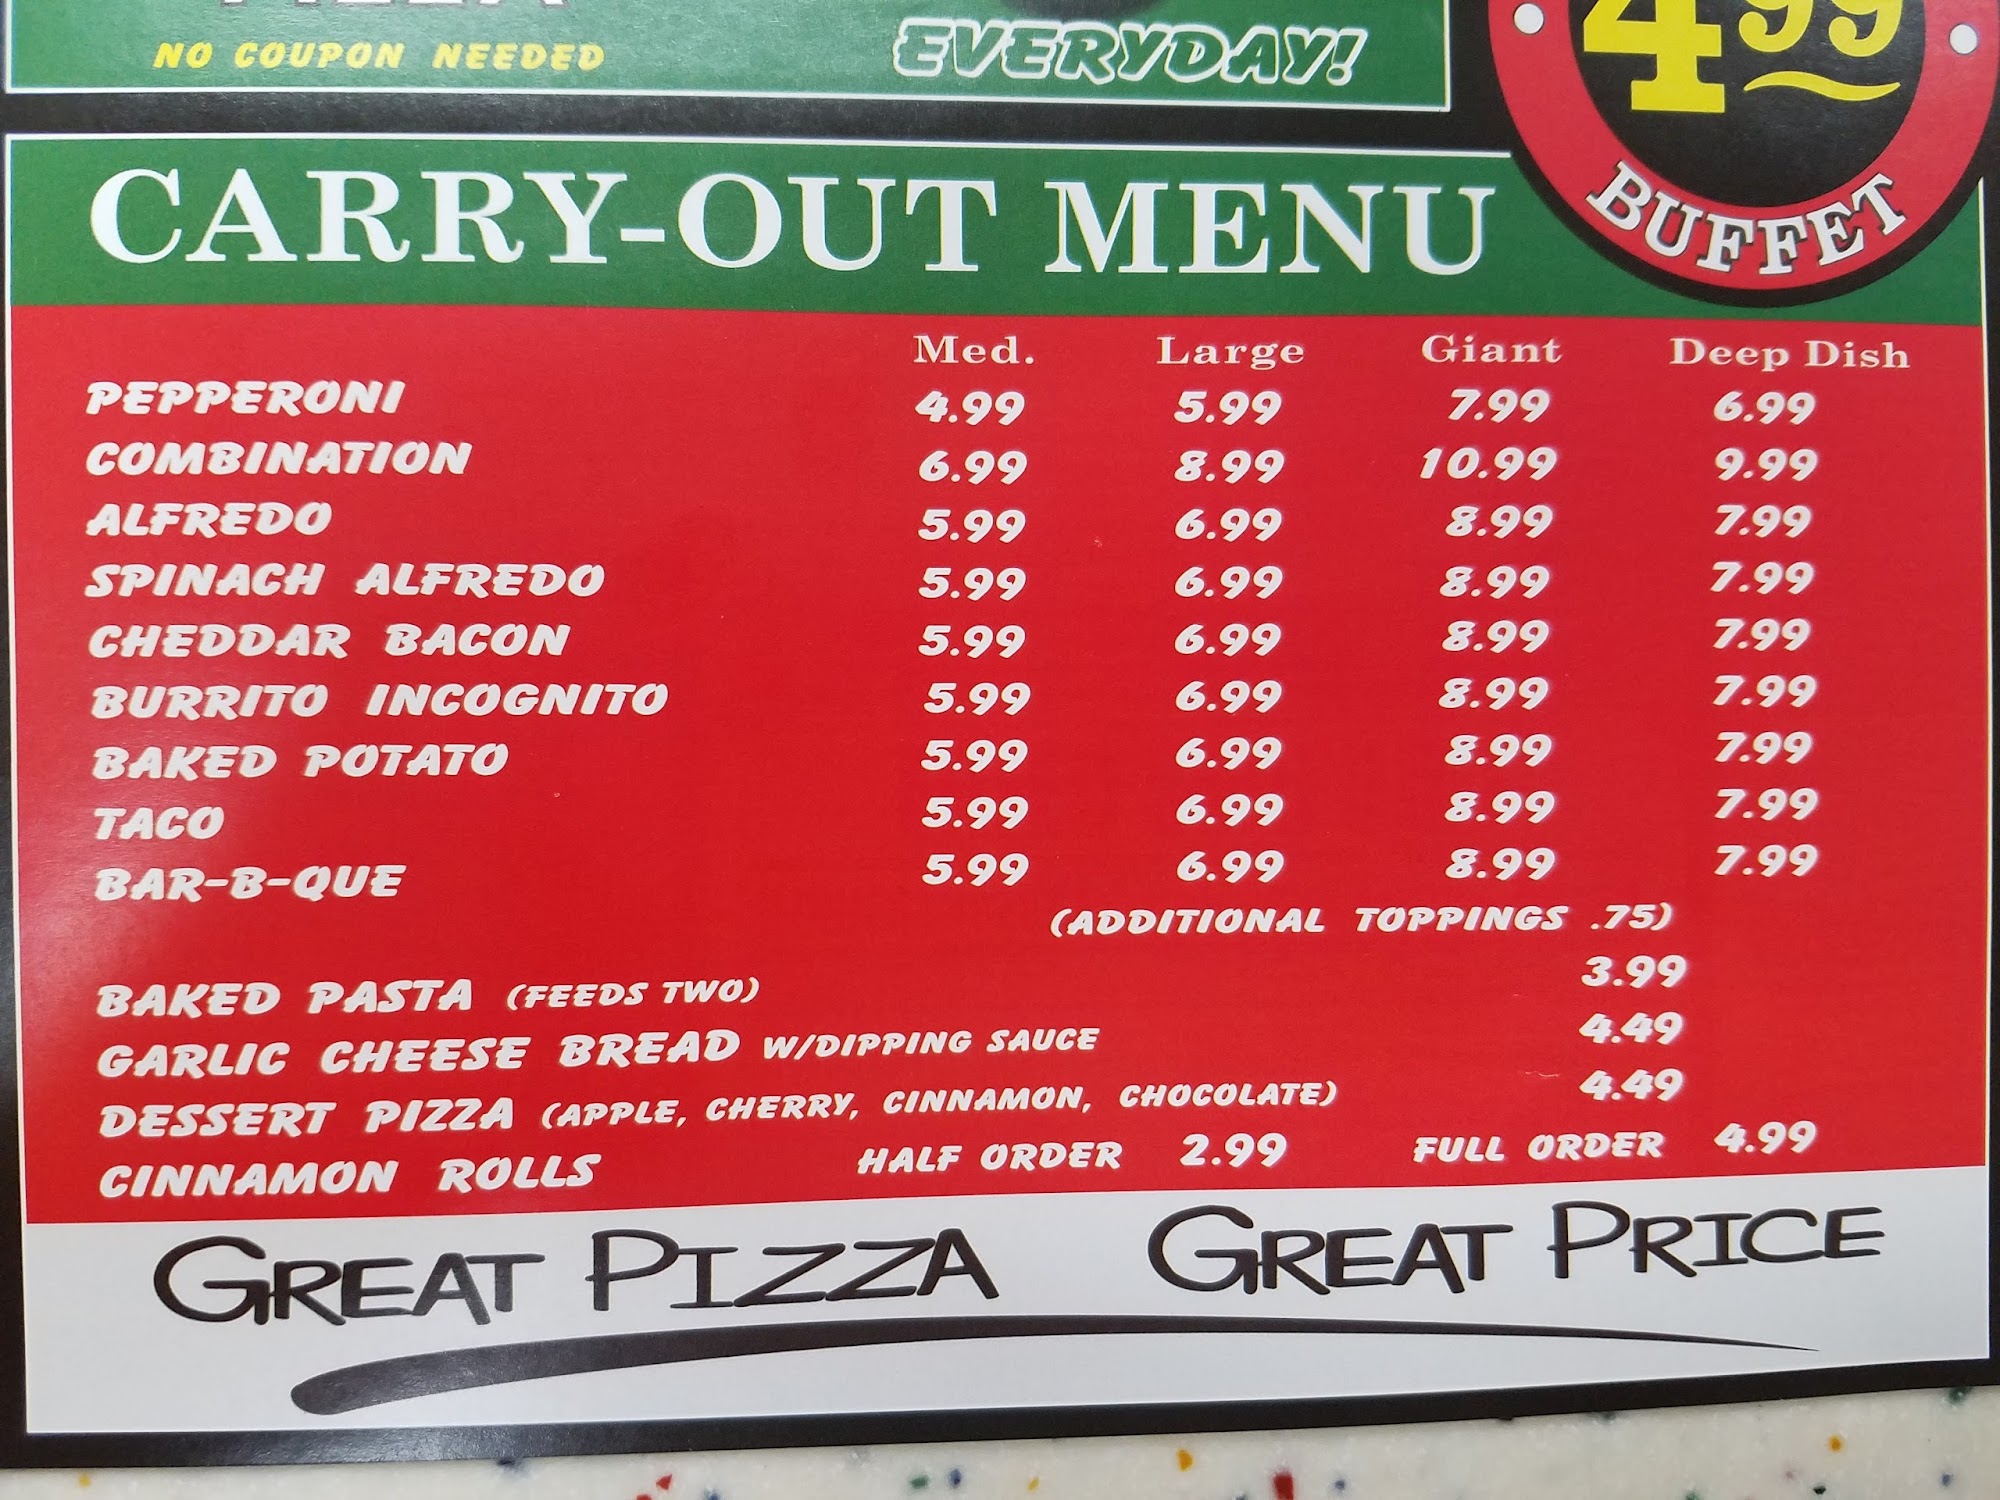 NO COUPON NEEDED
EVERYDAY!
4.99
BUFFET
CARRY-OUT MENU
Med. Large Giant Deep Dish
PEPPERONI 4.99 5.99 7.99 6.99
COMBINATION 6.99 8.99 10.99 9.99
ALFREDO 5.99 6.99 8.99 7.99
SPINACH ALFREDO 5.99 6.99 8.99 7.99
CHEDDAR BACON 5.99 6.99 8.99 7.99
BURRITO INCOGNITO 5.99 6.99 8.99 7.99
BAKED POTATO 5.99 6.99 8.99 7.99
TACO 5.99 6.99 8.99 7.99
BAR-B-QUE 5.99 6.99 8.99 7.99
(ADDITIONAL TOPPINGS .75)
BAKED PASTA (FEEDS TWO) 3.99
GARLIC CHEESE BREAD W/DIPPING SAUCE 4.49
DESSERT PIZZA (APPLE, CHERRY, CINNAMON, CHOCOLATE) 4.49
CINNAMON ROLLS HALF ORDER 2.99 FULL ORDER 4.99
GREAT PIZZA GREAT PRICE